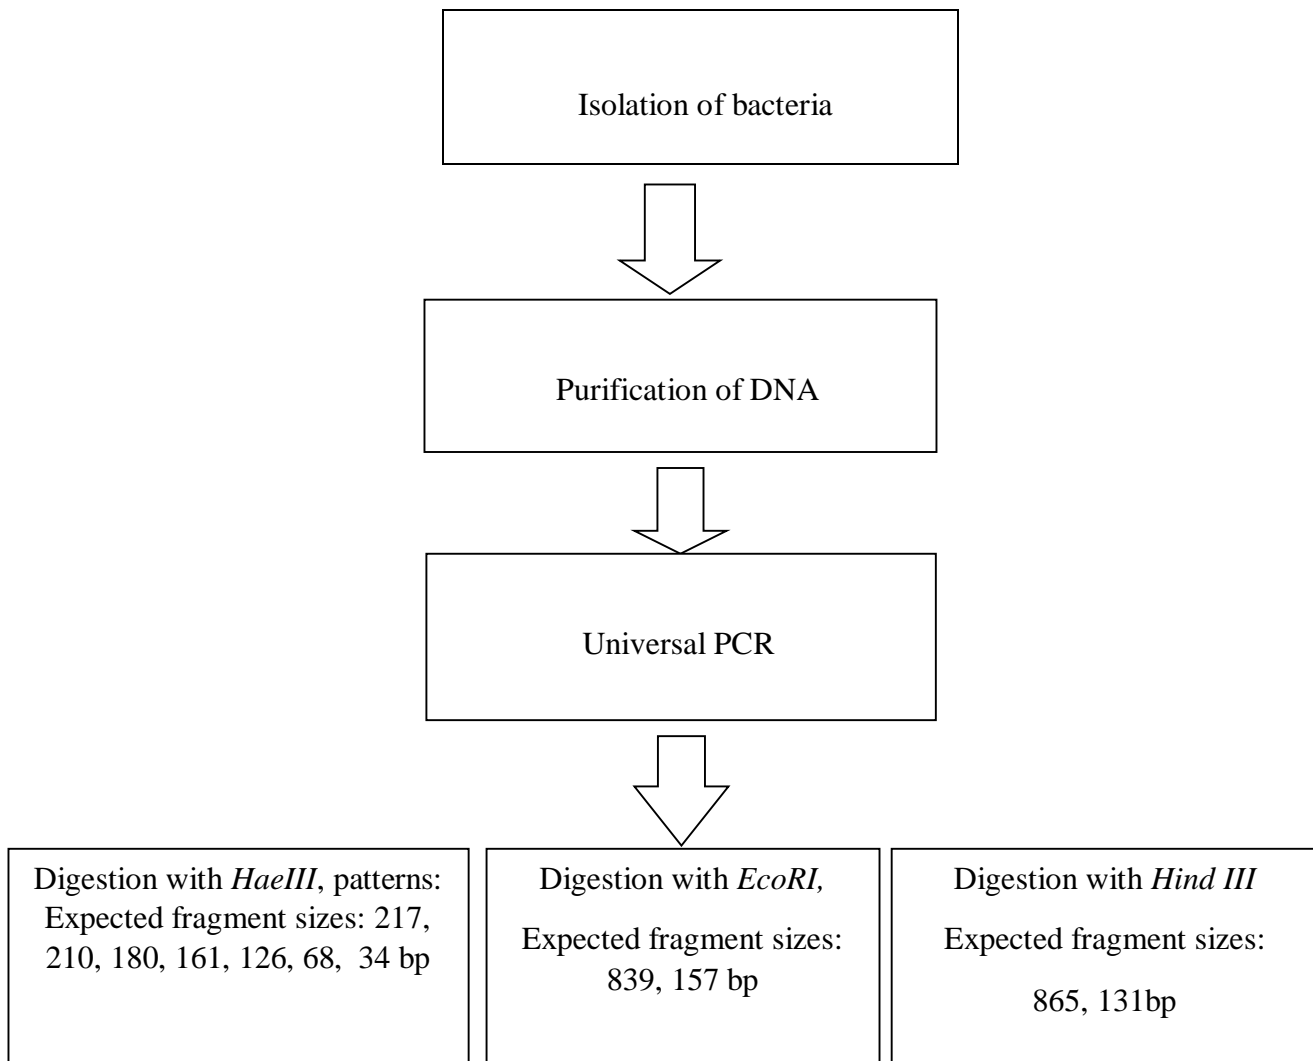 Isolation of bacteria
Purification of DNA
Universal PCR
Digestion with HaeIII, patterns:
Expected fragment sizes: 217,
210, 180, 161, 126, 68,  34 bp
Digestion with EcoRI,
Expected fragment sizes:
839, 157 bp
Digestion with Hind III
Expected fragment sizes:
865, 131bp